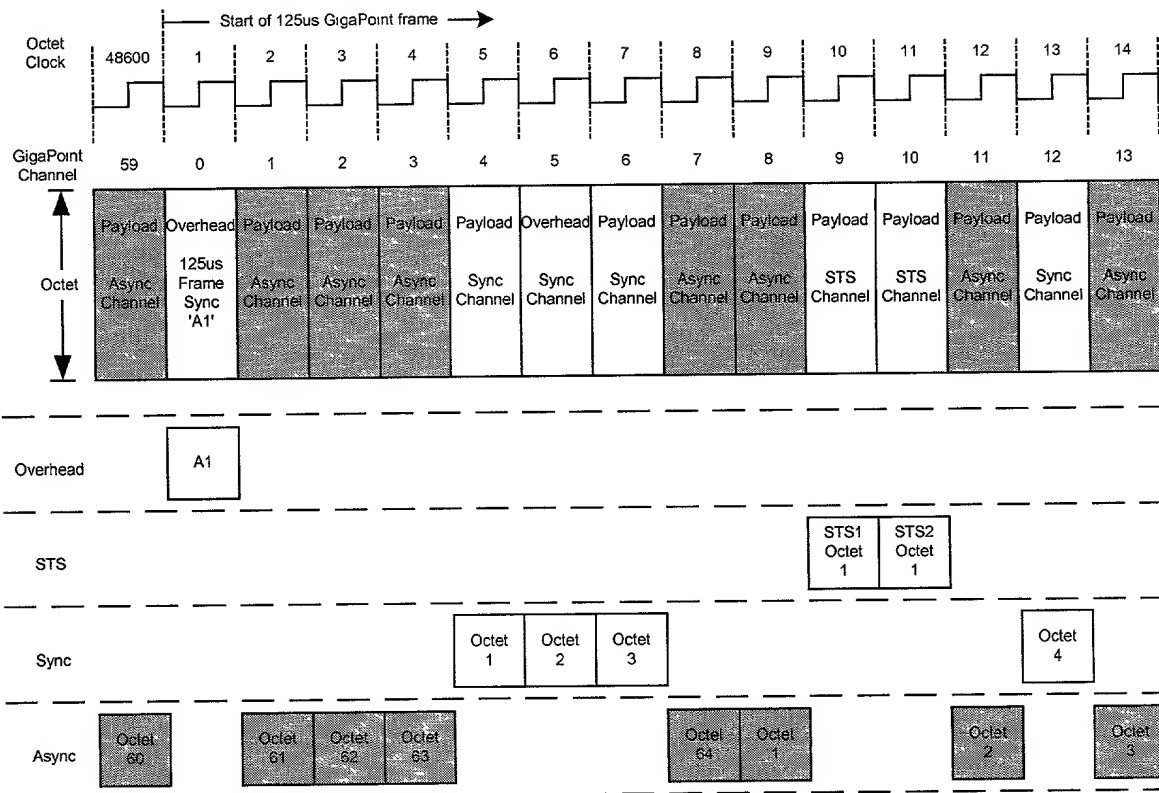 Start of 125us GigaPoint frame
Octet
Clock
48600 1 2 3 4 5 6 7 8 9 10 11 12 13 14
GigaPoint
Channel
59 0 1 2 3 4 5 6 7 8 9 10 11 12 13
Octet
Payload Overhead Payload Payload Payload Payload Overhead Payload Payload Payload Payload Payload Payload Payload Payload
Async Channel
125us Frame Sync 'A1'
Async Channel
Async Channel
Async Channel
Sync Channel
Sync Channel
Sync Channel
Async Channel
Async Channel
STS Channel
STS Channel
Async Channel
Sync Channel
Async Channel
Overhead
A1
STS
STS1 Octet 1
STS2 Octet 1
Sync
Octet 1
Octet 2
Octet 3
Octet 4
Async
Octet 60
Octet 61
Octet 62
Octet 63
Octet 64
Octet 1
Octet 2
Octet 3